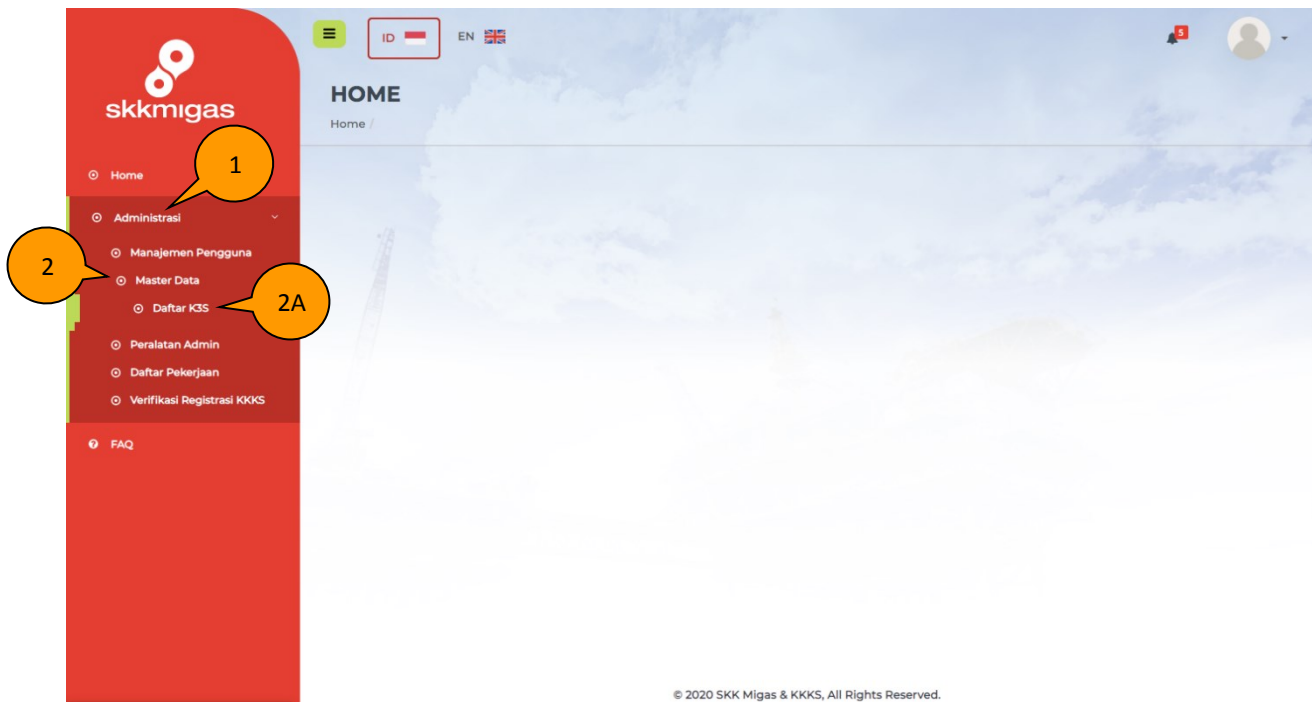 skkmigas
ID
EN
5
HOME
Home /
Home
1
Administrasi
Manajemen Pengguna
2
Master Data
Daftar K3S
2A
Peralatan Admin
Daftar Pekerjaan
Verifikasi Registrasi KKKS
FAQ
© 2020 SKK Migas & KKKS, All Rights Reserved.